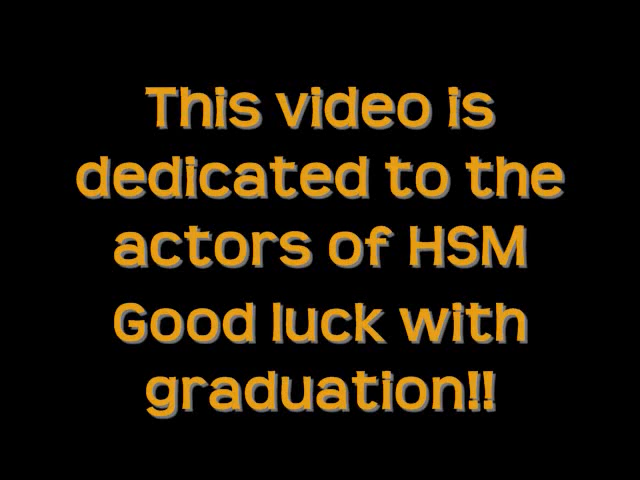 This video is
dedicated to the
actors of HSM
Good luck with
graduation!!